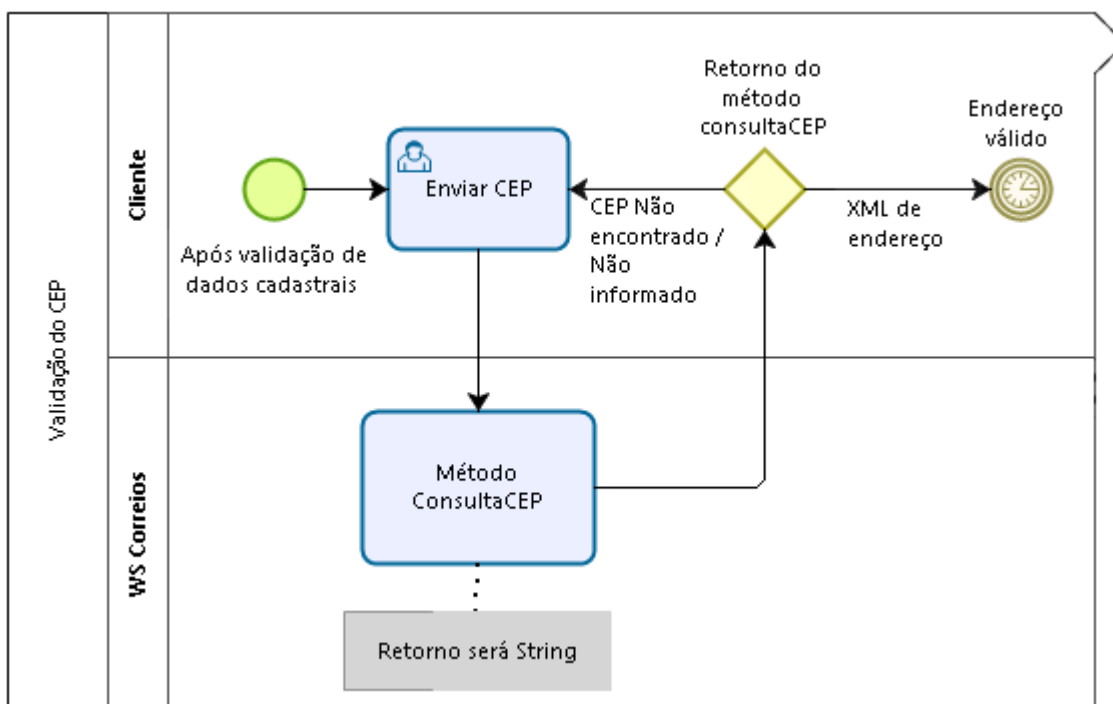 Validação do CEP
Cliente
Após validação de
dados cadastrais
Enviar CEP
CEP Não
encontrado /
Não
informado
Retorno do
método
consultaCEP
XML de
endereço
Endereço
válido
WS Correios
Método
ConsultaCEP
Retorno será String